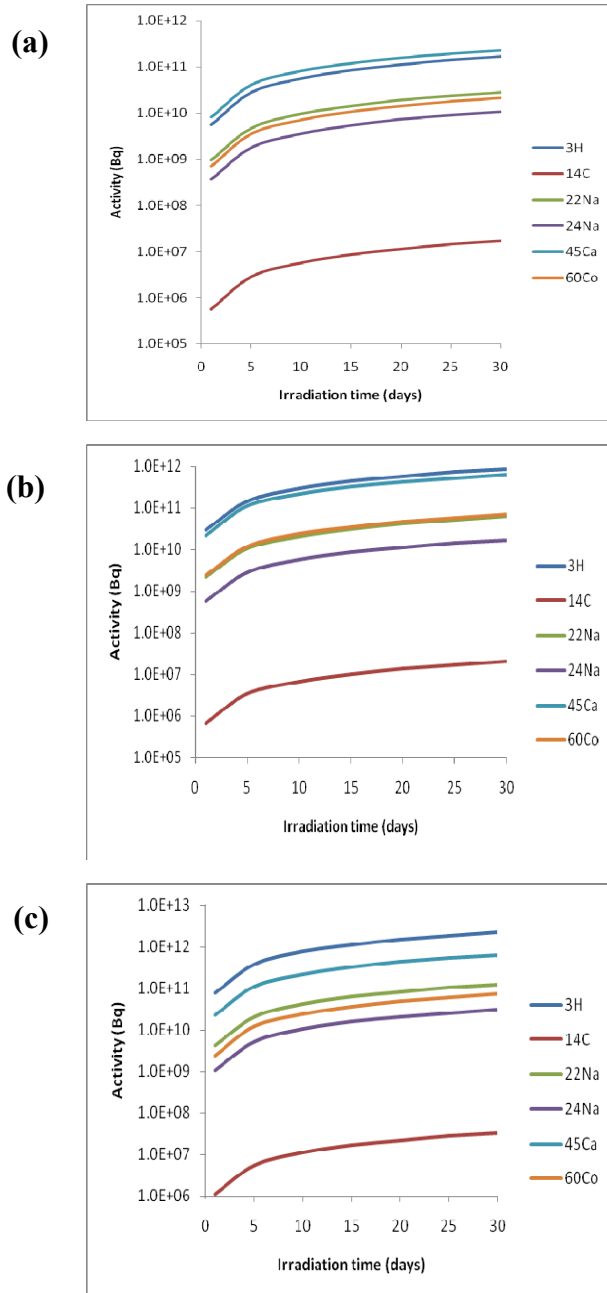 (a)
1.0E+12
1.0E+11
1.0E+10
1.0E+09
1.0E+08
1.0E+07
1.0E+06
1.0E+05
Activity (Bq)
0 5 10 15 20 25 30
Irradiation time (days)
3H
14C
22Na
24Na
45Ca
60Co
(b)
1.0E+12
1.0E+11
1.0E+10
1.0E+09
1.0E+08
1.0E+07
1.0E+06
1.0E+05
Activity (Bq)
0 5 10 15 20 25 30
Irradiation time (days)
3H
14C
22Na
24Na
45Ca
60Co
(c)
1.0E+13
1.0E+12
1.0E+11
1.0E+10
1.0E+09
1.0E+08
1.0E+07
1.0E+06
Activity (Bq)
0 5 10 15 20 25 30
Irradiation time (days)
3H
14C
22Na
24Na
45Ca
60Co